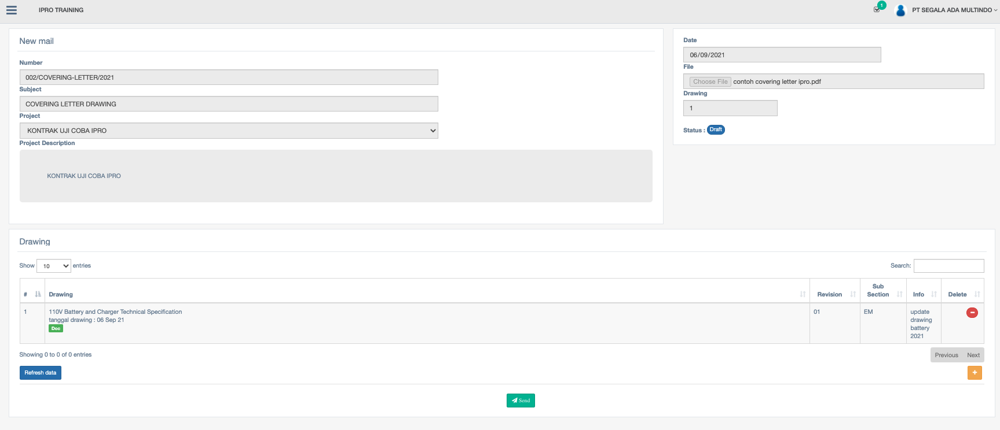 IPRO TRAINING
1
PT SEGALA ADA MULTINDO
New mail
Number
002/COVERING-LETTER/2021
Subject
COVERING LETTER DRAWING
Project
KONTRAK UJI COBA IPRO
Project Description
KONTRAK UJI COBA IPRO
Date
06/09/2021
File
Choose File contoh covering letter ipro.pdf
Drawing
1
Status : Draft
Drawing
Show 10 entries
Search:
# Drawing Revision Sub Section Info Delete
1 110V Battery and Charger Technical Specification 01 EM update
tanggal drawing : 06 Sep 21 drawing
Doc battery
2021
Showing 0 to 0 of 0 entries
Previous Next
Refresh data
+
Send